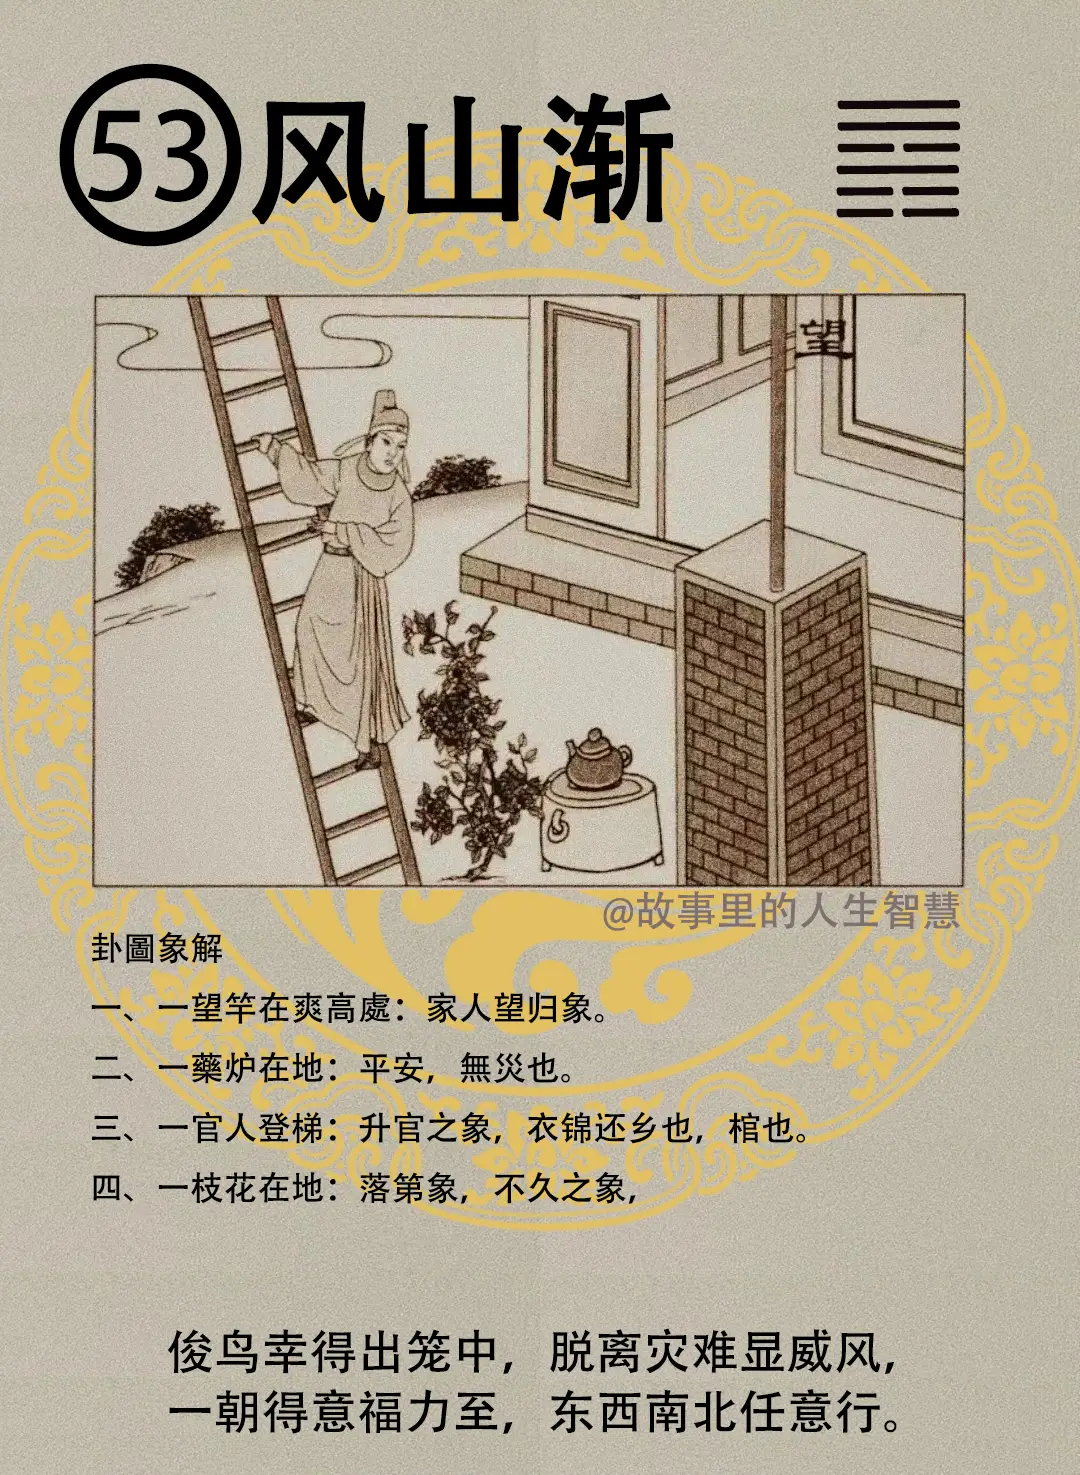 53 风山渐
望
@故事里的人生智慧
卦圖象解
一、一望竿在爽高處：家人望归象。
二、一藥炉在地：平安，無災也。
三、一官人登梯：升官之象，衣锦还乡也，棺也。
四、一枝花在地：落第象，不久之象，
俊鸟幸得出笼中，脱离灾难显威风，
一朝得意福力至，东西南北任意行。